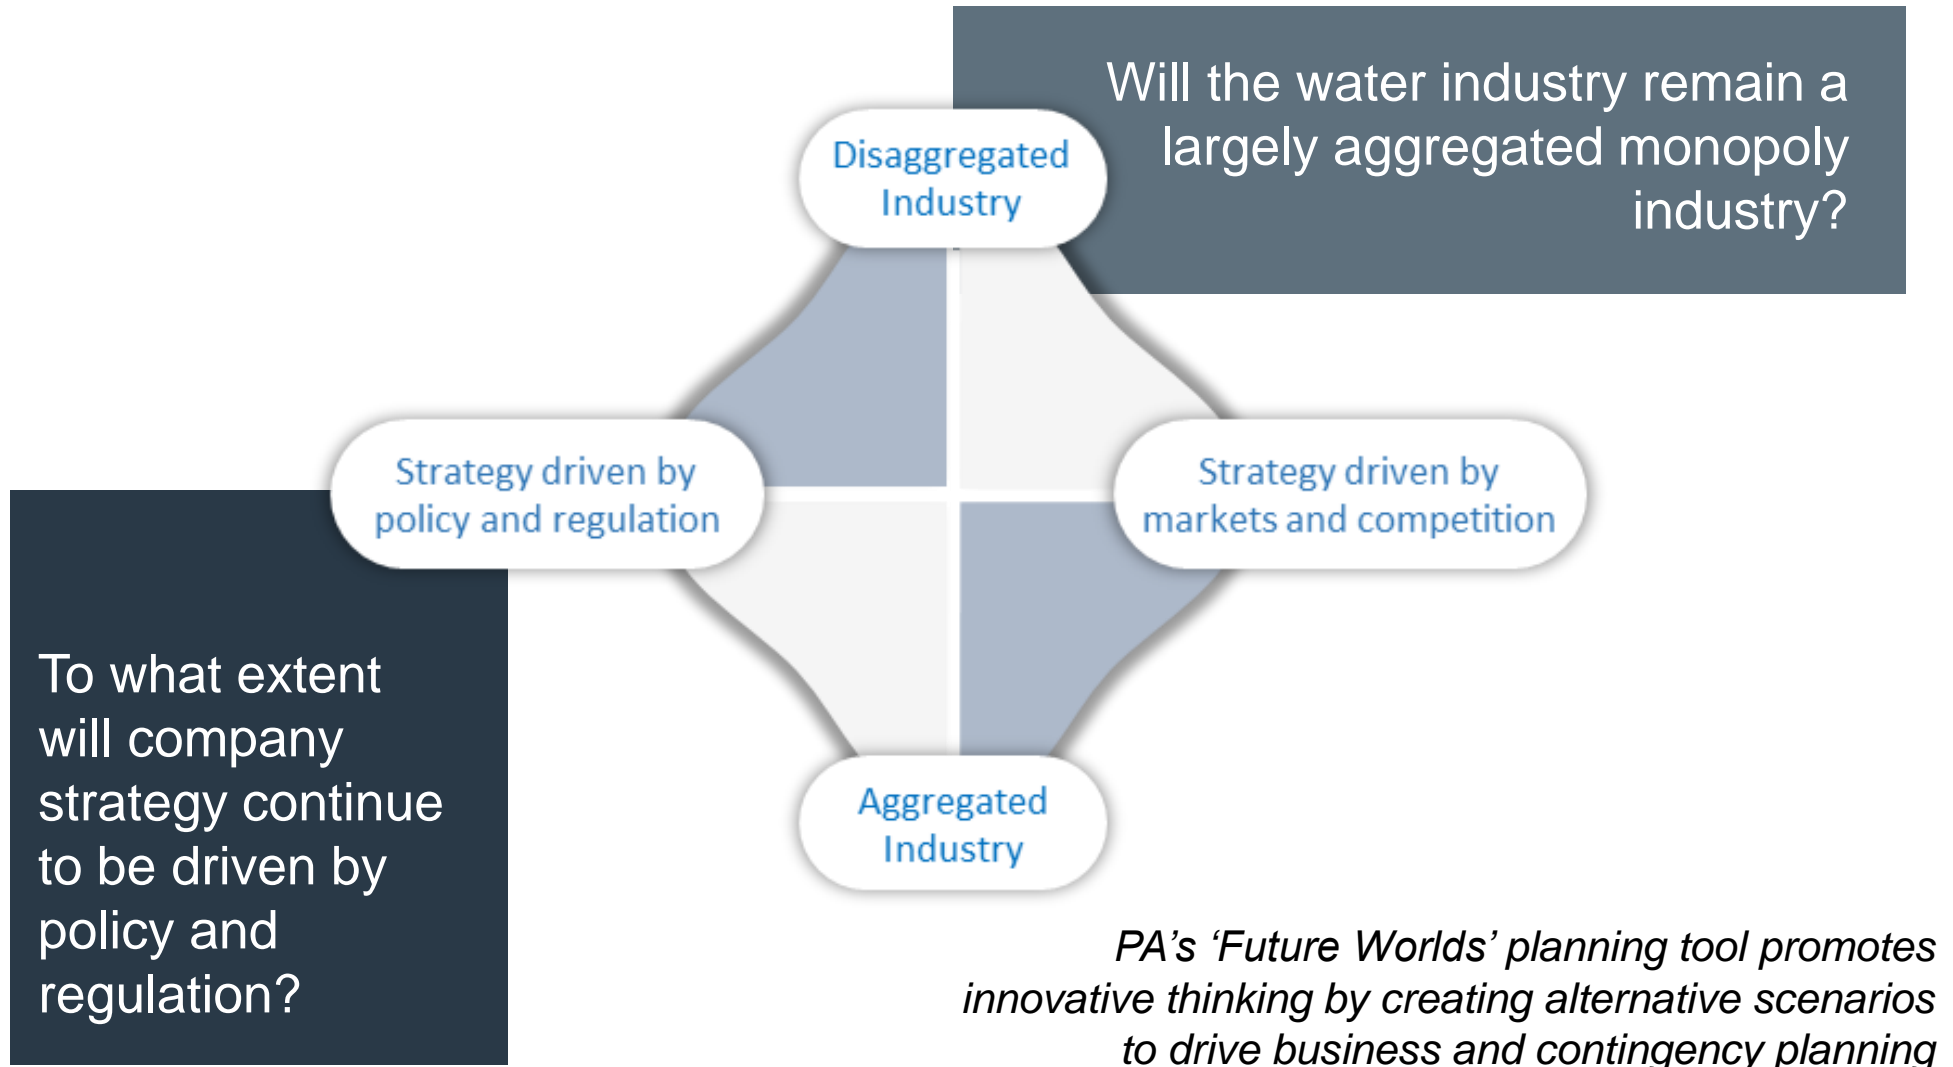 Will the water industry remain a
largely aggregated monopoly
industry?
Disaggregated
Industry
Strategy driven by
policy and regulation
Strategy driven by
markets and competition
To what extent
will company
strategy continue
to be driven by
policy and
regulation?
Aggregated
Industry
PA’s ‘Future Worlds’ planning tool promotes
innovative thinking by creating alternative scenarios
to drive business and contingency planning